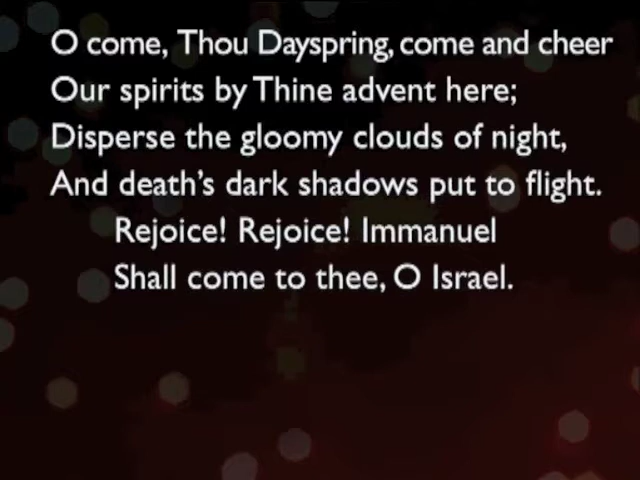 O come, Thou Dayspring, come and cheer
Our spirits by Thine advent here;
Disperse the gloomy clouds of night,
And death's dark shadows put to flight.
Rejoice! Rejoice! Immanuel
Shall come to thee, O Israel.